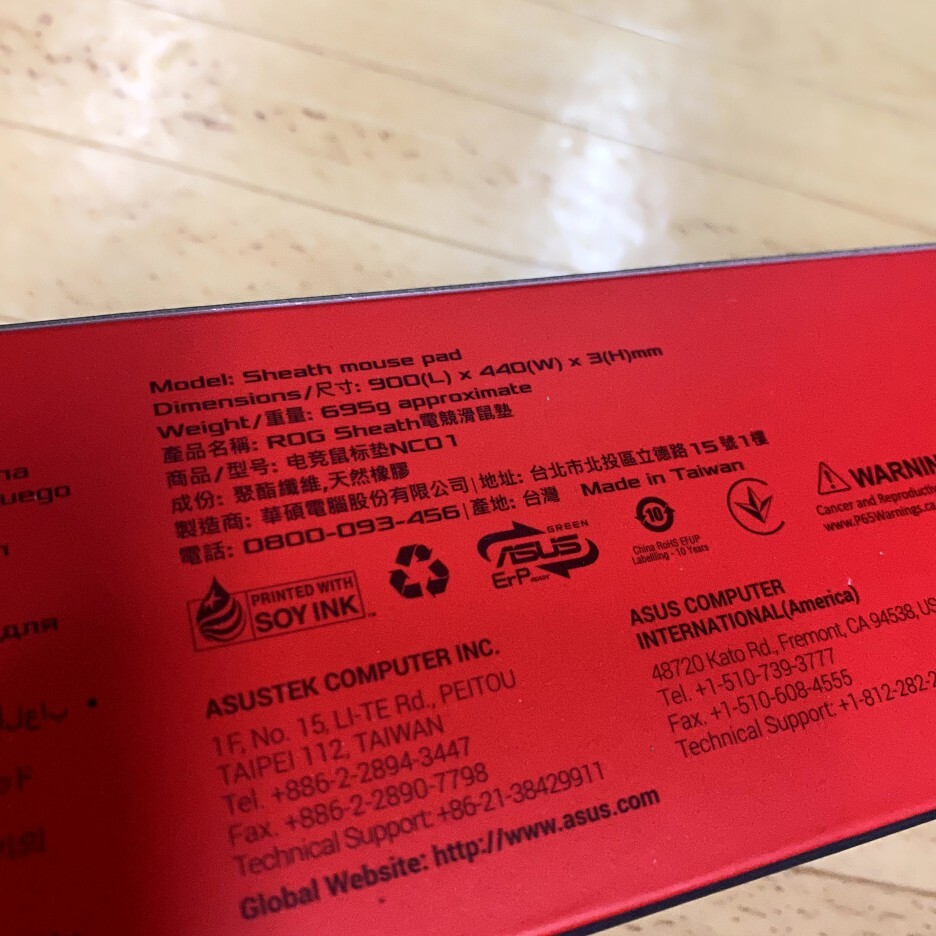 Model: Sheath mouse pad
Dimensions/尺寸: 900(L) x 440(W) x 3(H)mm
Weight/重量: 695g approximate
產品名稱: ROG Sheath電競滑鼠墊
商品/型号: 电竞鼠标垫NC01
成份: 聚酯纖維,天然橡膠
製造商: 華碩電腦股份有限公司 | 地址: 台北市北投區立德路15號1樓
電話: 0800-093-456 | 產地: 台灣 Made in Taiwan
uego
для
PRINTED WITH
SOY INK
GREEN
ASUS
ErP READY
10
China RoHS EFUP
Labelling - 10 Years
WARNIN
Cancer and Reproductive
www.P65Warnings.ca
ASUSTEK COMPUTER INC.
1F, No. 15, LI-TE Rd., PEITOU
TAIPEI 112, TAIWAN
Tel. +886-2-2894-3447
Fax. +886-2-2890-7798
Technical Support: +86-21-38429911
Global Website: http://www.asus.com
ASUS COMPUTER
INTERNATIONAL(America)
48720 Kato Rd., Fremont, CA 94538, US
Tel. +1-510-739-3777
Fax. +1-510-608-4555
Technical Support: +1-812-282-2